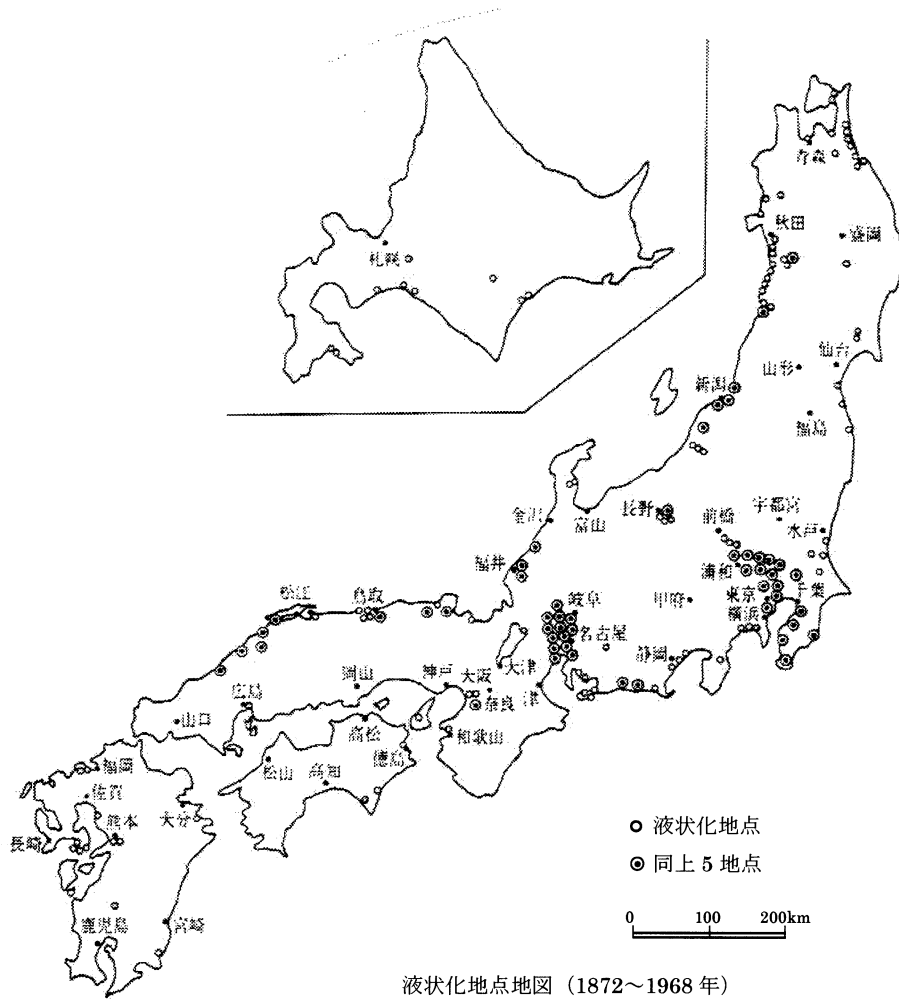 札幌
青森
秋田
盛岡
仙台
山形
新潟
福島
宇都宮
長野
前橋
水戸
金沢
富山
福井
浦和
千葉
東京
甲府
横浜
松江
鳥取
岐阜
名古屋
静岡
岡山
神戸
大阪
大津
津
広島
奈良
山口
高松
和歌山
徳島
松山
高知
福岡
佐賀
大分
熊本
長崎
鹿児島
宮崎
液状化地点
同上 5 地点
0 100 200km
液状化地点地図（1872～1968 年）